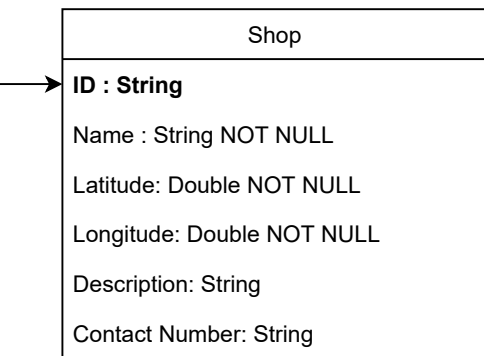 Shop
ID : String
Name : String NOT NULL
Latitude: Double NOT NULL
Longitude: Double NOT NULL
Description: String
Contact Number: String